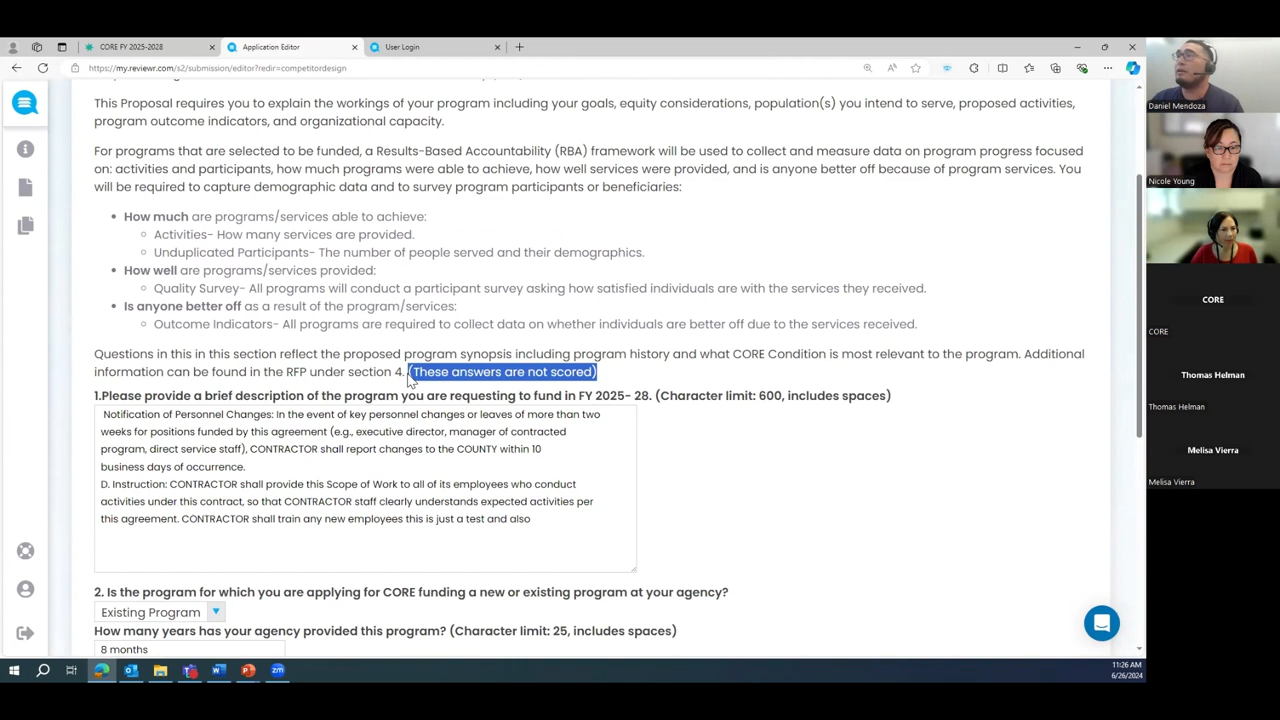 CORE FY 2025-2028
Application Editor
User Login
https://my.reviewr.com/s2/submission/editor?redir=competitordesign
This Proposal requires you to explain the workings of your program including your goals, equity considerations, population(s) you intend to serve, proposed activities,
program outcome indicators, and organizational capacity.
For programs that are selected to be funded, a Results-Based Accountability (RBA) framework will be used to collect and measure data on program progress focused
on: activities and participants, how much programs were able to achieve, how well services were provided, and is anyone better off because of program services. You
will be required to capture demographic data and to survey program participants or beneficiaries:
How much are programs/services able to achieve:
Activities- How many services are provided.
Unduplicated Participants- The number of people served and their demographics.
How well are programs/services provided:
Quality Survey- All programs will conduct a participant survey asking how satisfied individuals are with the services they received.
Is anyone better off as a result of the program/services:
Outcome Indicators- All programs are required to collect data on whether individuals are better off due to the services received.
Questions in this in this section reflect the proposed program synopsis including program history and what CORE Condition is most relevant to the program. Additional
information can be found in the RFP under section 4. (These answers are not scored)
1.Please provide a brief description of the program you are requesting to fund in FY 2025- 28. (Character limit: 600, includes spaces)
Notification of Personnel Changes: In the event of key personnel changes or leaves of more than two
weeks for positions funded by this agreement (e.g., executive director, manager of contracted
program, direct service staff), CONTRACTOR shall report changes to the COUNTY within 10
business days of occurrence.
D. Instruction: CONTRACTOR shall provide this Scope of Work to all of its employees who conduct
activities under this contract, so that CONTRACTOR staff clearly understands expected activities per
this agreement. CONTRACTOR shall train any new employees this is just a test and also
2. Is the program for which you are applying for CORE funding a new or existing program at your agency?
Existing Program
How many years has your agency provided this program? (Character limit: 25, includes spaces)
8 months
11:26 AM
6/26/2024
Daniel Mendoza
Nicole Young
CORE
CORE
Thomas Helman
Thomas Helman
Melisa Vierra
Melisa Vierra